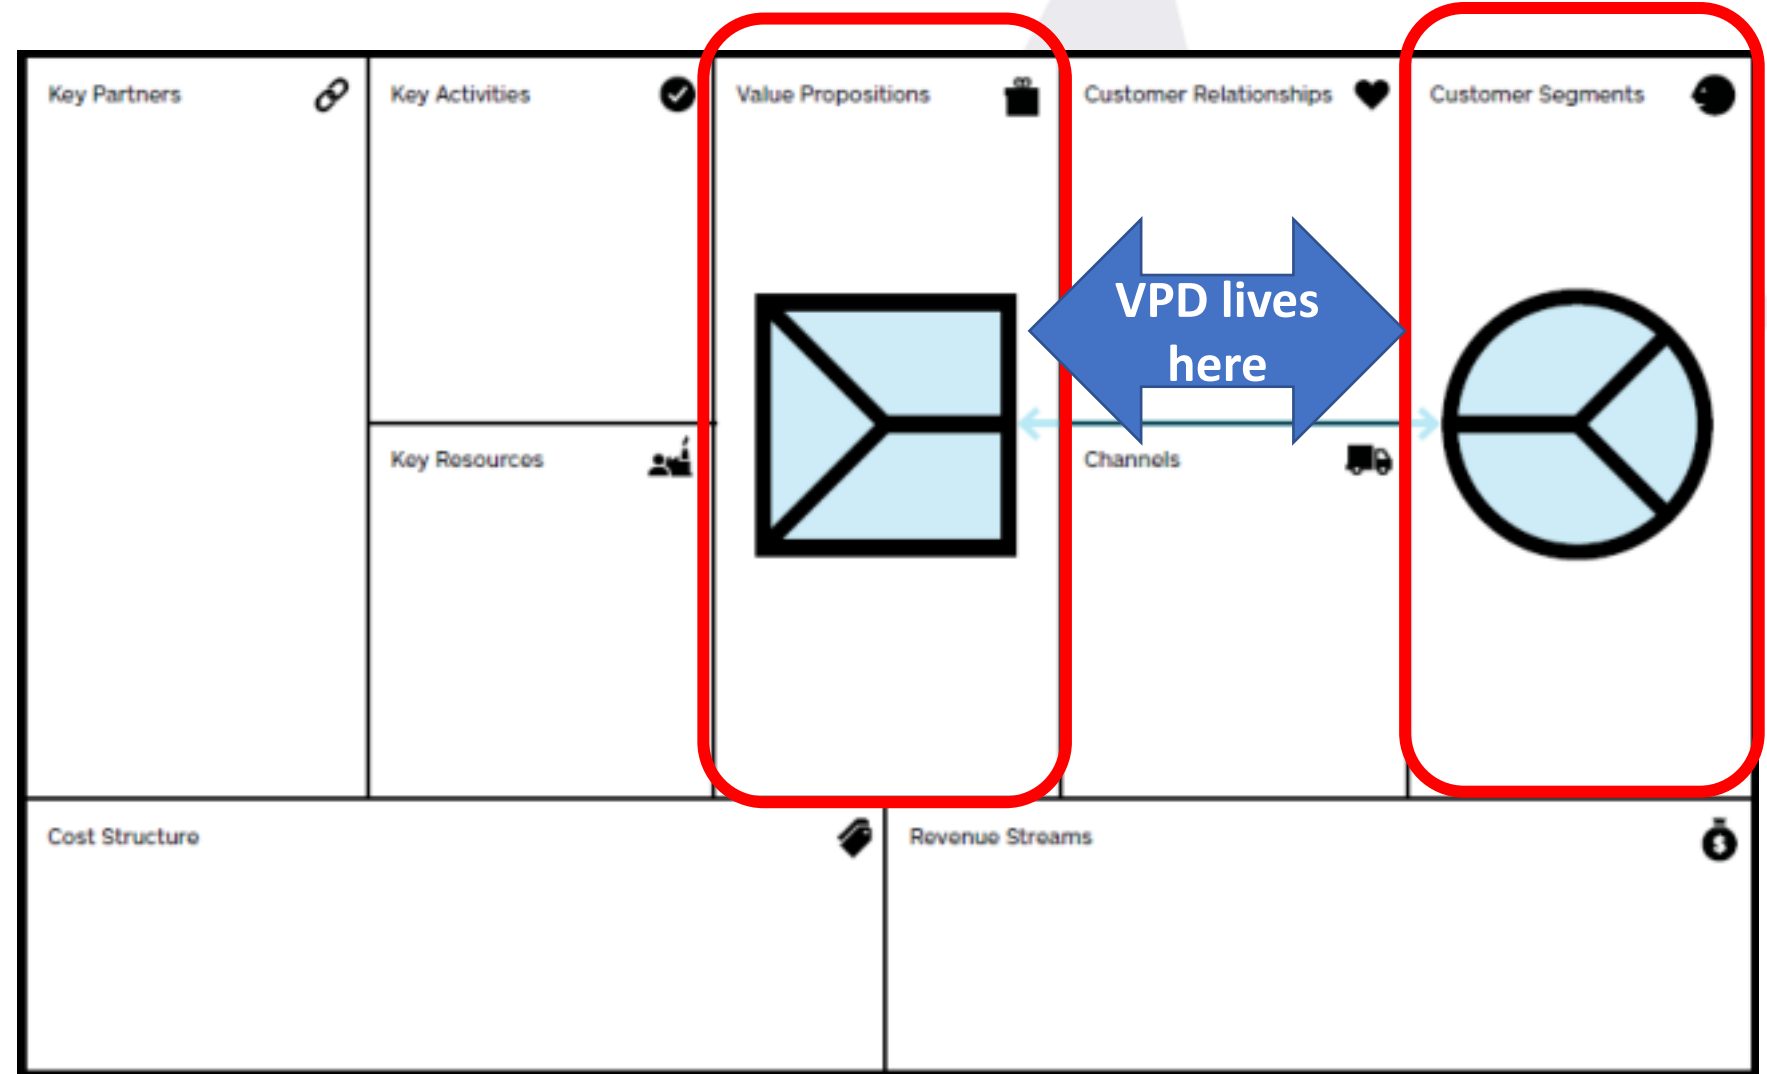 Key Partners
Key Activities
Value Propositions
Customer Relationships
Customer Segments
VPD lives
here
Key Resources
Channels
Cost Structure
Revenue Streams
$